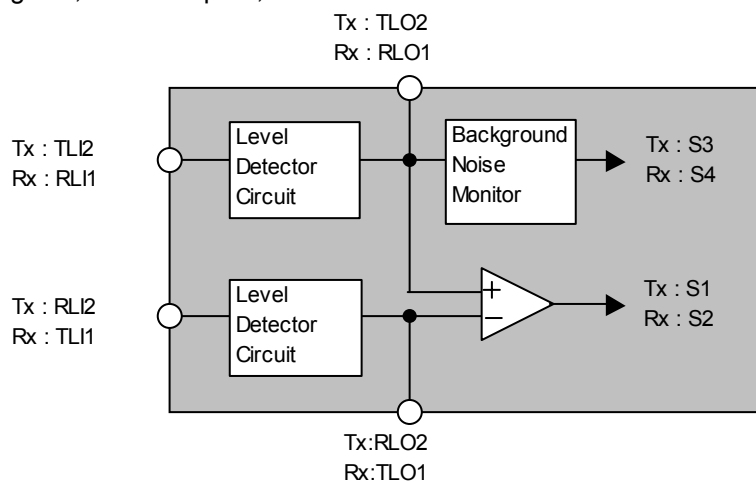 Tx : TLO2
Rx : RLO1
Tx : TLI2
Rx : RLI1
Level
Detector
Circuit
Background
Noise
Monitor
Tx : S3
Rx : S4
Tx : RLI2
Rx : TLI1
Level
Detector
Circuit
+
−
Tx : S1
Rx : S2
Tx:RLO2
Rx:TLO1